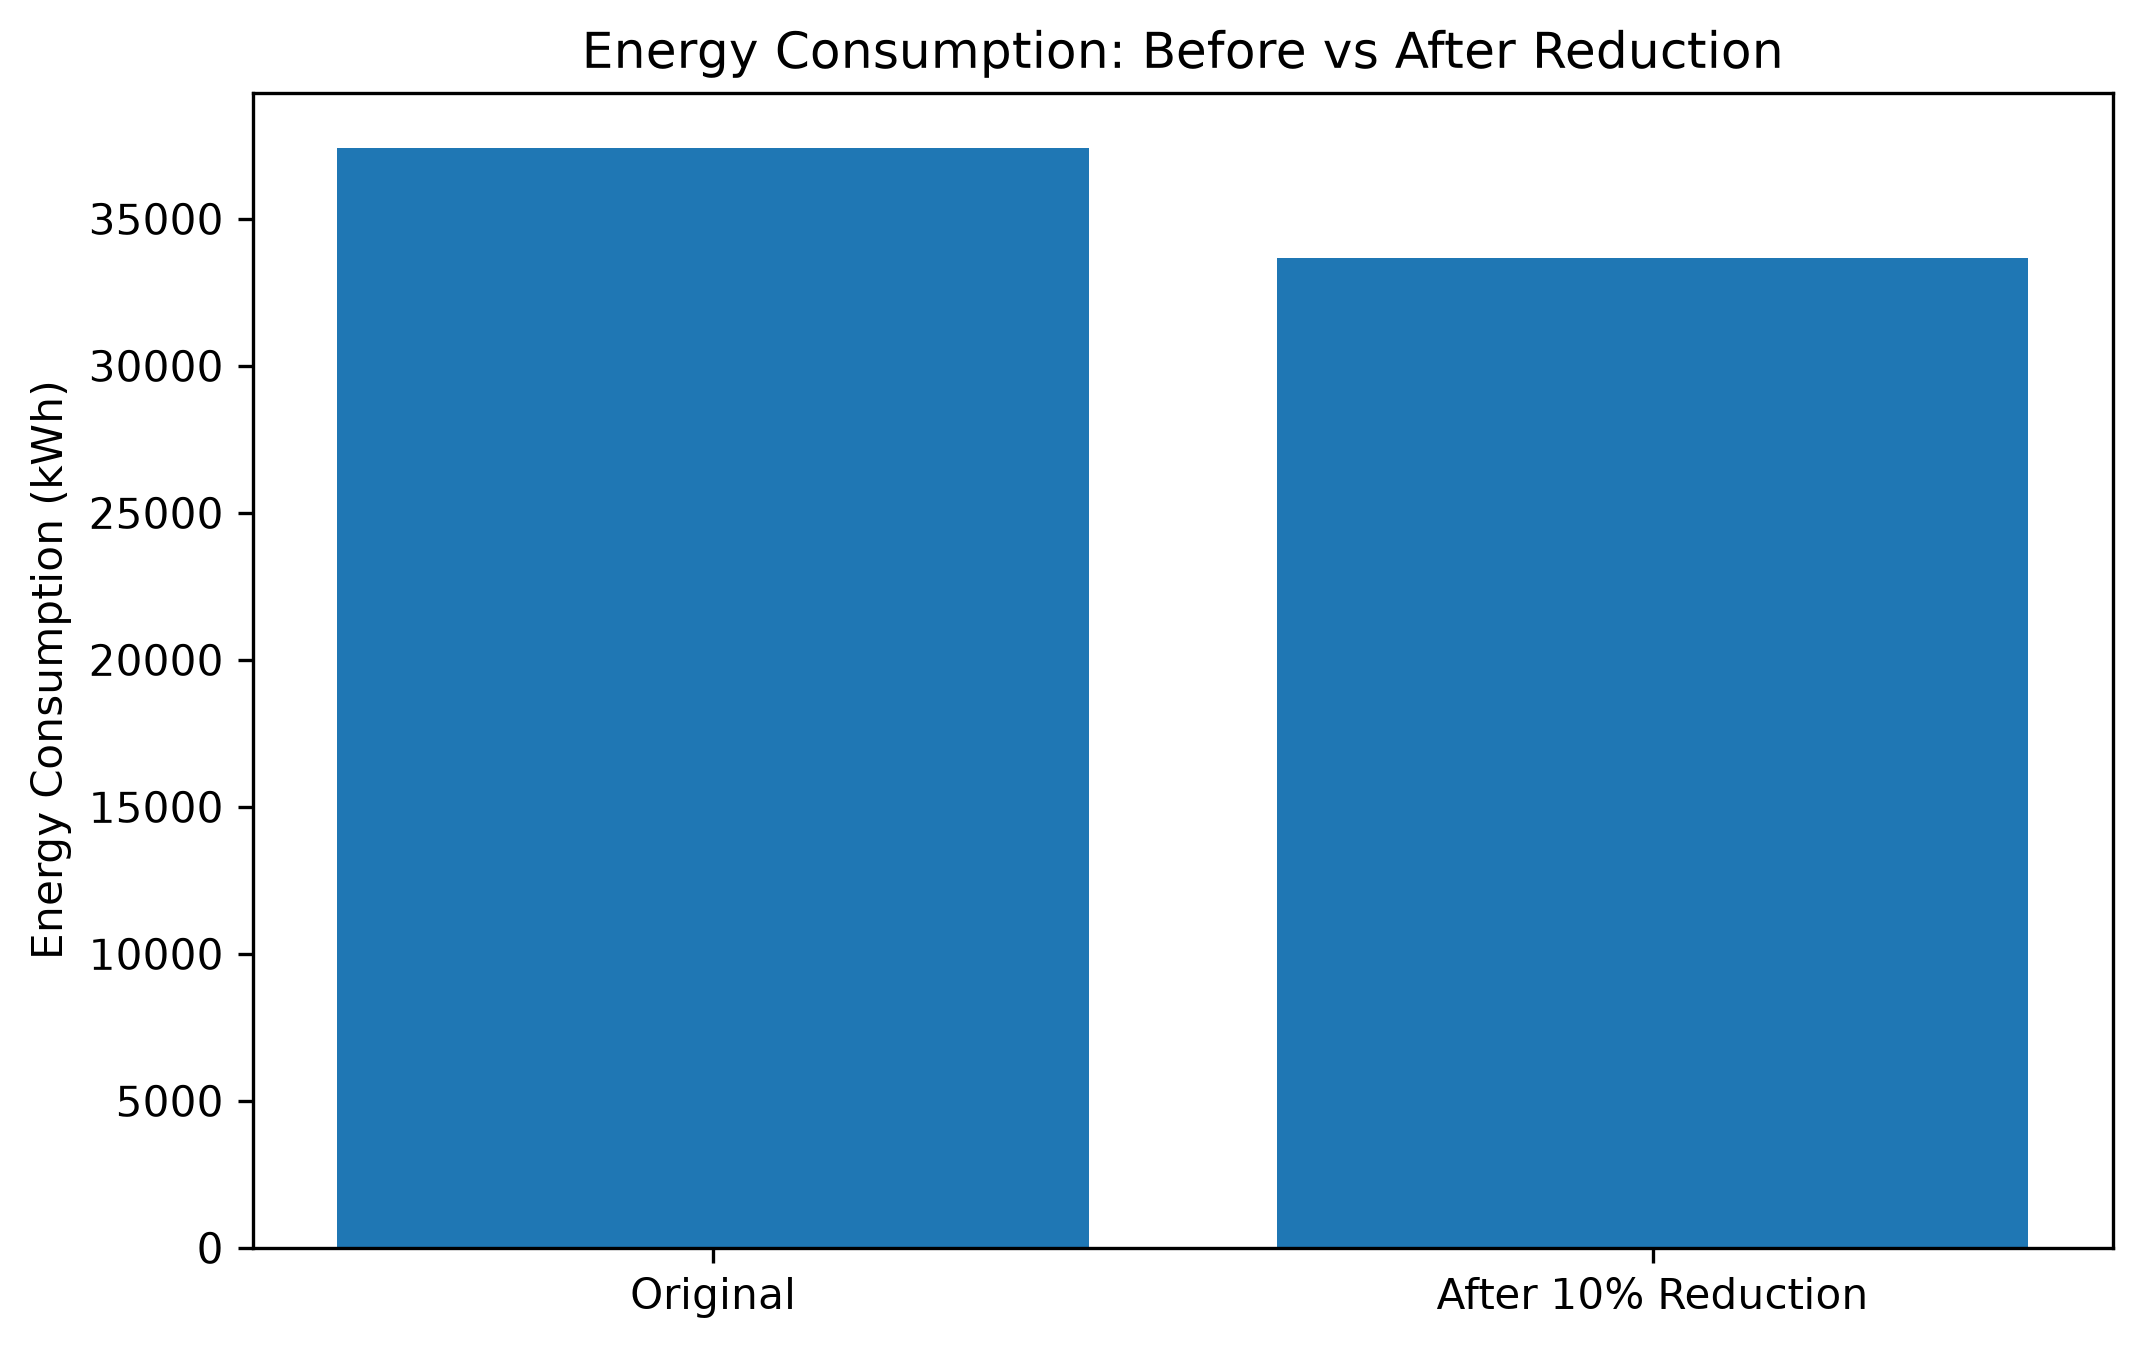 Energy Consumption: Before vs After Reduction
Energy Consumption (kWh)
35000
30000
25000
20000
15000
10000
5000
0
Original
After 10% Reduction